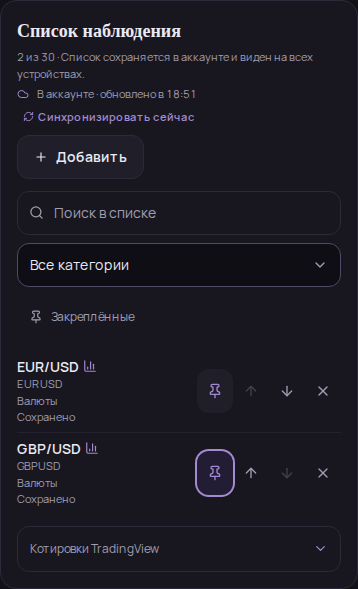 Список наблюдения
2 из 30 · Список сохраняется в аккаунте и виден на всех
устройствах.
В аккаунте · обновлено в 18:51
Синхронизировать сейчас
Добавить
Поиск в списке
Все категории
Закреплённые
EUR/USD
EURUSD
Валюты
Сохранено
GBP/USD
GBPUSD
Валюты
Сохранено
Котировки TradingView